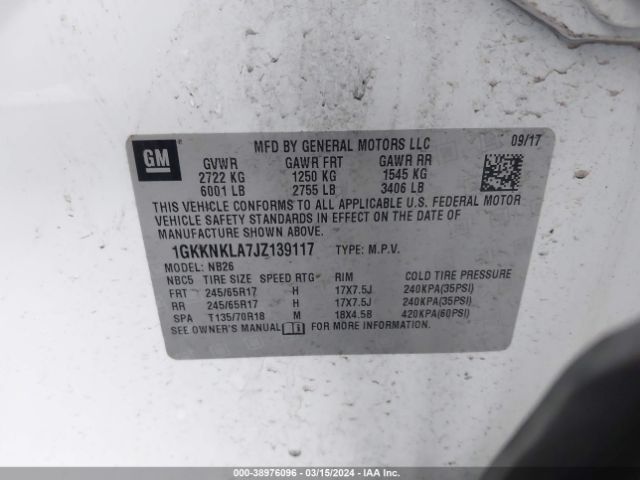 GM
MFD BY GENERAL MOTORS LLC 09/17
GVWR GAWR FRT GAWR RR
2722 KG 1250 KG 1545 KG
6001 LB 2755 LB 3406 LB
THIS VEHICLE CONFORMS TO ALL APPLICABLE U.S. FEDERAL MOTOR
VEHICLE SAFETY STANDARDS IN EFFECT ON THE DATE OF
MANUFACTURE SHOWN ABOVE.
1GKKNKLA7JZ139117 TYPE: M.P.V.
MODEL: NB26
NBC5 TIRE SIZE SPEED RTG RIM COLD TIRE PRESSURE
FRT 245/65R17 H 17X7.5J 240KPA(35PSI)
RR 245/65R17 H 17X7.5J 240KPA(35PSI)
SPA T135/70R18 M 18X4.5B 420KPA(60PSI)
SEE OWNER'S MANUAL FOR MORE INFORMATION.
000-38976096 - 03/15/2024 - IAA Inc.